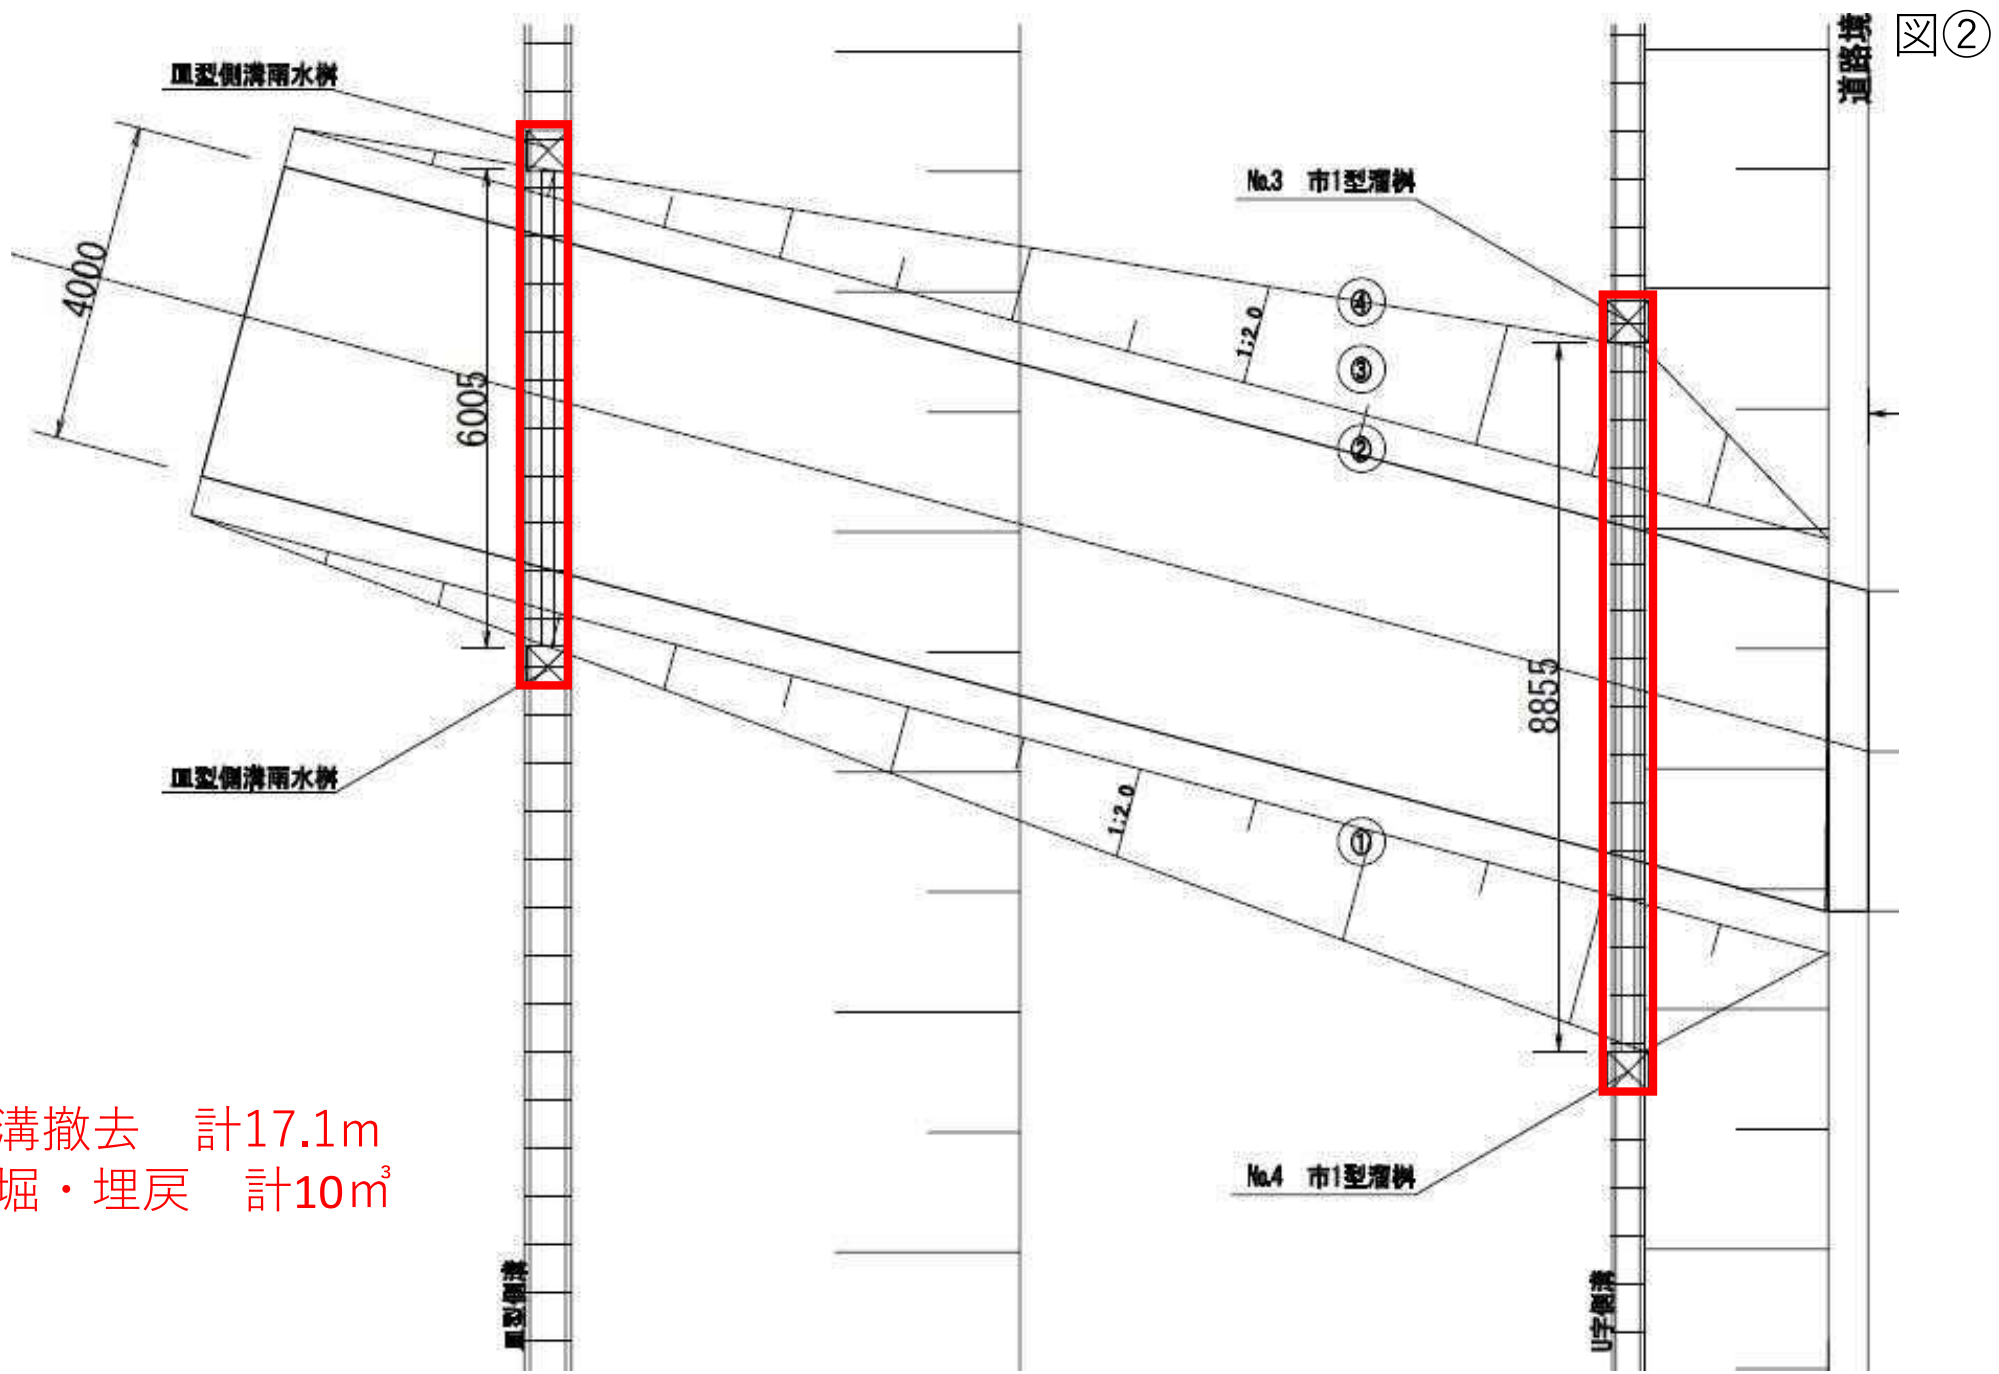 図②
道路境
皿型側溝雨水桝
No.3 市1型溜桝
4000
6005
④
③
②
1:2.0
8855
皿型側溝雨水桝
1:2.0
①
溝撤去 計17.1m
堀・埋戻 計10㎥
No.4 市1型溜桝
皿型側溝
U字側溝